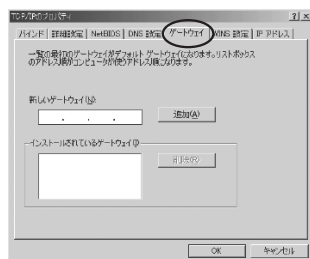 TCP/IPのプロパティ
バインド 詳細設定 NetBIOS DNS 設定 ゲートウェイ WINS 設定 IP アドレス
一覧の最初のゲートウェイがデフォルト ゲートウェイになります。リストボックス
のアドレス順がコンピュータが使うアドレス順になります。
新しいゲートウェイ(N):
追加(A)
インストールされているゲートウェイ(I):
削除(R)
OK キャンセル